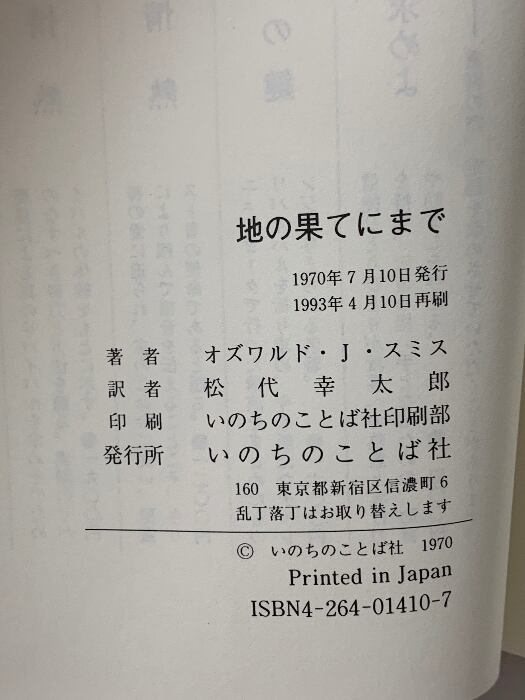 地の果てにまで
1970年7月10日発行
1993年4月10日再刷
著者 オズワルド・J・スミス
訳者 松代幸太郎
印刷 いのちのことば社印刷部
発行所 いのちのことば社
160 東京都新宿区信濃町6
乱丁落丁はお取り替えします
© いのちのことば社 1970
Printed in Japan
ISBN4-264-01410-7